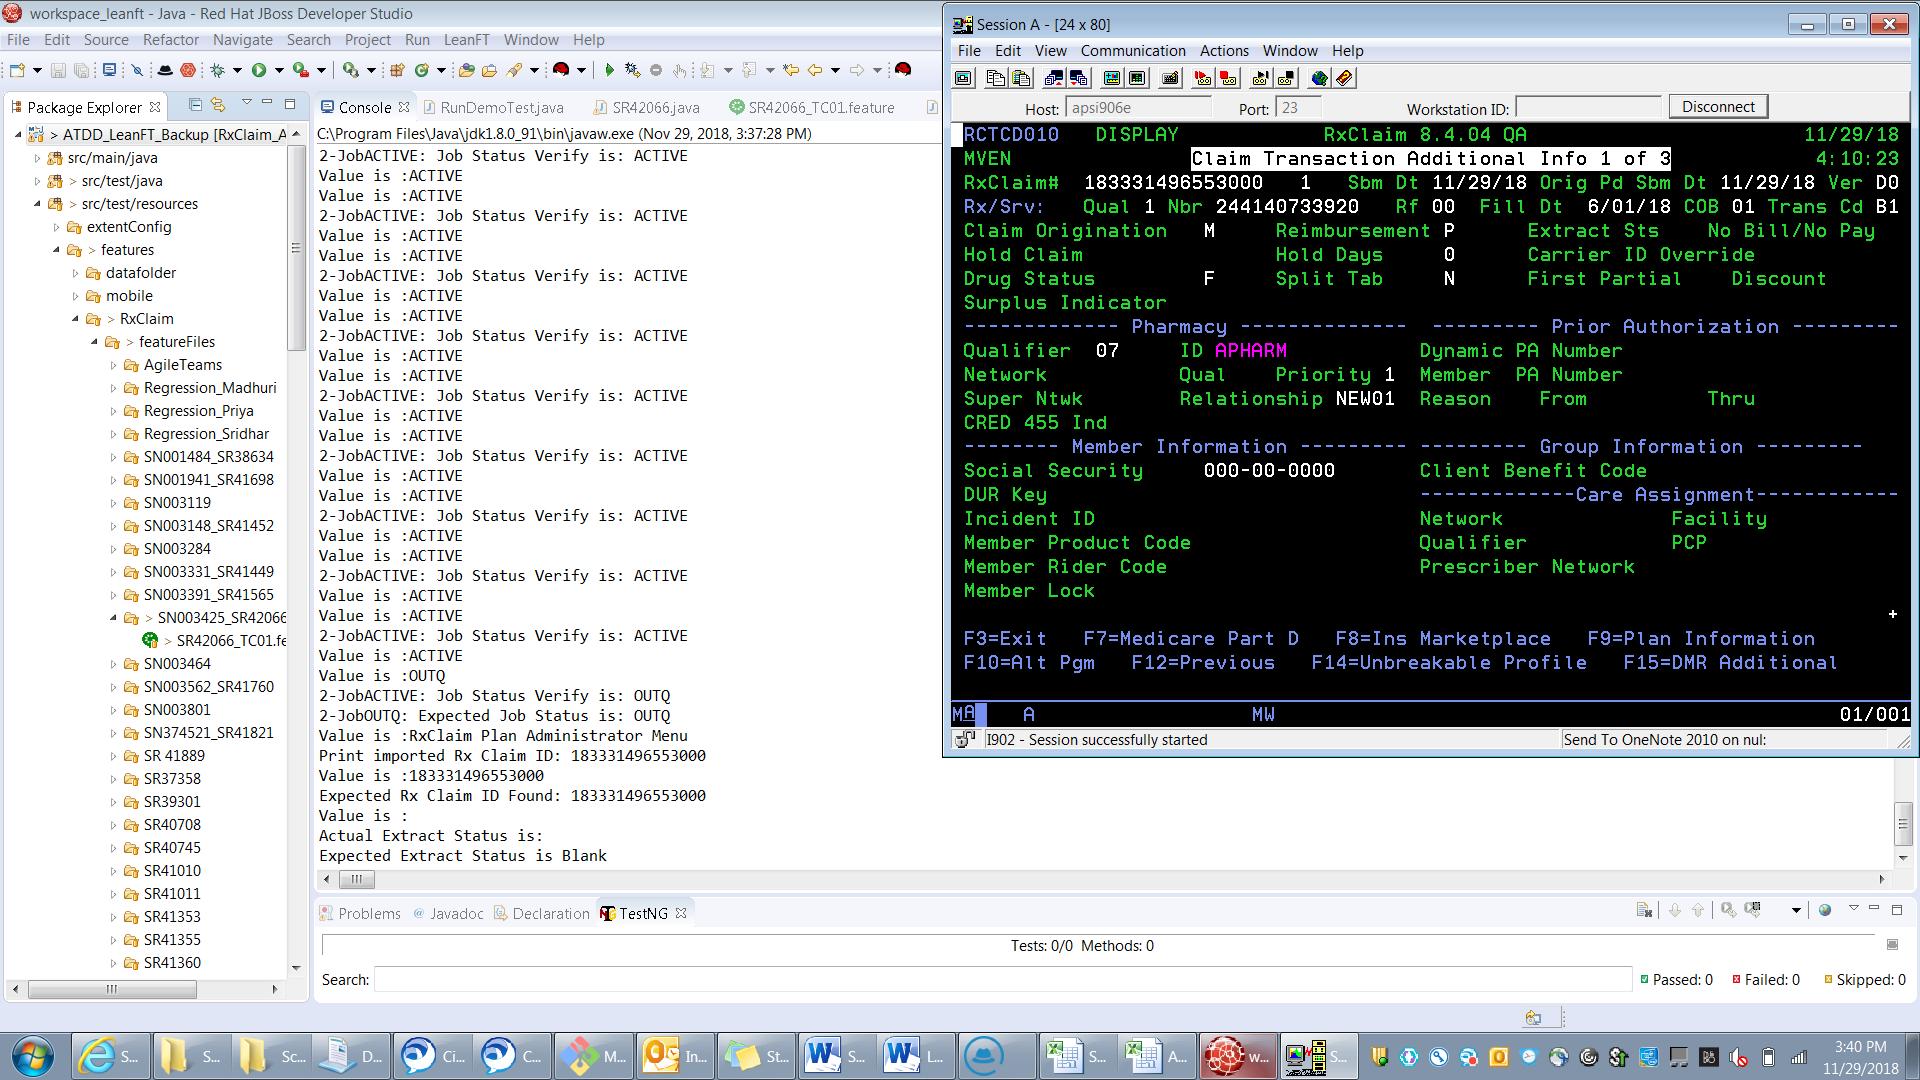 workspace_leanft - Java - Red Hat JBoss Developer Studio
File Edit Source Refactor Navigate Search Project Run LeanFT Window Help
Package Explorer
> ATDD_LeanFT_Backup [RxClaim_A
src/main/java
> src/test/java
> src/test/resources
extentConfig
> features
datafolder
mobile
> RxClaim
> featureFiles
AgileTeams
Regression_Madhuri
Regression_Priya
Regression_Sridhar
SN001484_SR38634
SN001941_SR41698
SN003119
SN003148_SR41452
SN003284
SN003331_SR41449
SN003391_SR41565
> SN003425_SR42066
> SR42066_TC01.fe
SN003464
SN003562_SR41760
SN003801
SN374521_SR41821
SR 41889
SR37358
SR39301
SR40708
SR40745
SR41010
SR41011
SR41353
SR41355
SR41360
Console RunDemoTest.java SR42066.java SR42066_TC01.feature
C:\Program Files\Java\jdk1.8.0_91\bin\javaw.exe (Nov 29, 2018, 3:37:28 PM)
2-JobACTIVE: Job Status Verify is: ACTIVE
Value is :ACTIVE
Value is :ACTIVE
2-JobACTIVE: Job Status Verify is: ACTIVE
Value is :ACTIVE
Value is :ACTIVE
2-JobACTIVE: Job Status Verify is: ACTIVE
Value is :ACTIVE
Value is :ACTIVE
2-JobACTIVE: Job Status Verify is: ACTIVE
Value is :ACTIVE
Value is :ACTIVE
2-JobACTIVE: Job Status Verify is: ACTIVE
Value is :ACTIVE
Value is :ACTIVE
2-JobACTIVE: Job Status Verify is: ACTIVE
Value is :ACTIVE
Value is :ACTIVE
2-JobACTIVE: Job Status Verify is: ACTIVE
Value is :ACTIVE
Value is :ACTIVE
2-JobACTIVE: Job Status Verify is: ACTIVE
Value is :ACTIVE
Value is :ACTIVE
2-JobACTIVE: Job Status Verify is: ACTIVE
Value is :ACTIVE
Value is :OUTQ
2-JobACTIVE: Job Status Verify is: OUTQ
2-JobOUTQ: Expected Job Status is: OUTQ
Value is :RxClaim Plan Administrator Menu
Print imported Rx Claim ID: 183331496553000
Value is :183331496553000
Expected Rx Claim ID Found: 183331496553000
Value is :
Actual Extract Status is:
Expected Extract Status is Blank
Problems @ Javadoc Declaration TestNG
Tests: 0/0 Methods: 0
Search:
Passed: 0 Failed: 0 Skipped: 0
Session A - [24 x 80]
File Edit View Communication Actions Window Help
Host: apsi906e Port: 23 Workstation ID: Disconnect
RCTCD010 DISPLAY RxClaim 8.4.04 QA 11/29/18
MVEN Claim Transaction Additional Info 1 of 3 4:10:23
RxClaim# 183331496553000 1 Sbm Dt 11/29/18 Orig Pd Sbm Dt 11/29/18 Ver D0
Rx/Srv: Qual 1 Nbr 244140733920 Rf 00 Fill Dt 6/01/18 COB 01 Trans Cd B1
Claim Origination M Reimbursement P Extract Sts No Bill/No Pay
Hold Claim Hold Days 0 Carrier ID Override
Drug Status F Split Tab N First Partial Discount
Surplus Indicator
------------- Pharmacy -------------- --------- Prior Authorization ---------
Qualifier 07 ID APHARM Dynamic PA Number
Network Qual Priority 1 Member PA Number
Super Ntwk Relationship NEW01 Reason From Thru
CRED 455 Ind
-------- Member Information --------- --------- Group Information ---------
Social Security 000-00-0000 Client Benefit Code
DUR Key -------------Care Assignment------------
Incident ID Network Facility
Member Product Code Qualifier PCP
Member Rider Code Prescriber Network
Member Lock
+
F3=Exit F7=Medicare Part D F8=Ins Marketplace F9=Plan Information
F10=Alt Pgm F12=Previous F14=Unbreakable Profile F15=DMR Additional
MA A MW 01/001
I902 - Session successfully started Send To OneNote 2010 on nul:
S... S... Sc... D... Ci... C... M... In... St... S... L... S... A... w... S...
3:40 PM
11/29/2018